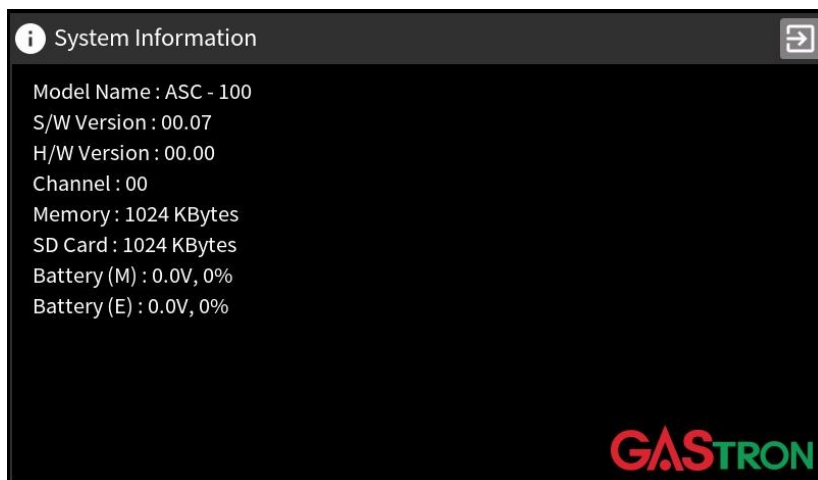 System Information
Model Name : ASC - 100
S/W Version : 00.07
H/W Version : 00.00
Channel : 00
Memory : 1024 KBytes
SD Card : 1024 KBytes
Battery (M) : 0.0V, 0%
Battery (E) : 0.0V, 0%
GASTRON